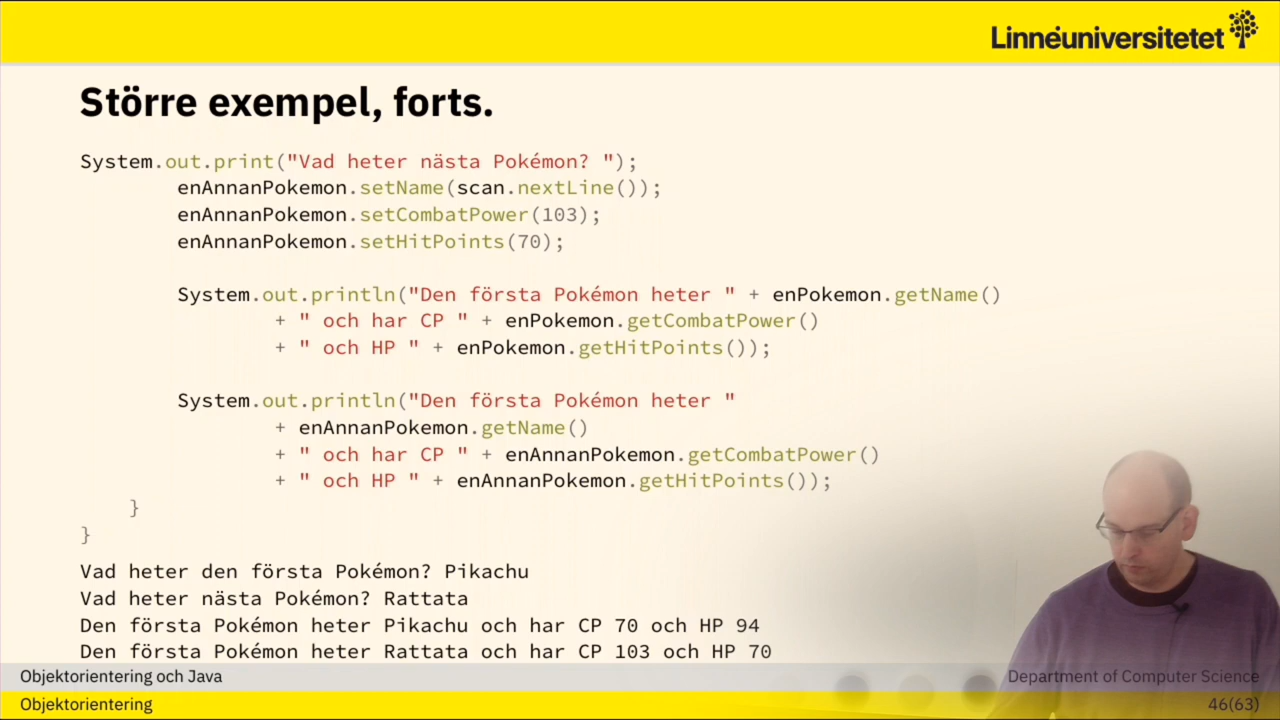 Linnéuniversitetet
Större exempel, forts.
System.out.print("Vad heter nästa Pokémon? ");
enAnnanPokemon.setName(scan.nextLine());
enAnnanPokemon.setCombatPower(103);
enAnnanPokemon.setHitPoints(70);
System.out.println("Den första Pokémon heter " + enPokemon.getName()
+ " och har CP " + enPokemon.getCombatPower()
+ " och HP " + enPokemon.getHitPoints());
System.out.println("Den första Pokémon heter "
+ enAnnanPokemon.getName()
+ " och har CP " + enAnnanPokemon.getCombatPower()
+ " och HP " + enAnnanPokemon.getHitPoints());
}
}
Vad heter den första Pokémon? Pikachu
Vad heter nästa Pokémon? Rattata
Den första Pokémon heter Pikachu och har CP 70 och HP 94
Den första Pokémon heter Rattata och har CP 103 och HP 70
Objektorientering och Java
Department of Computer Science
Objektorientering
46(63)